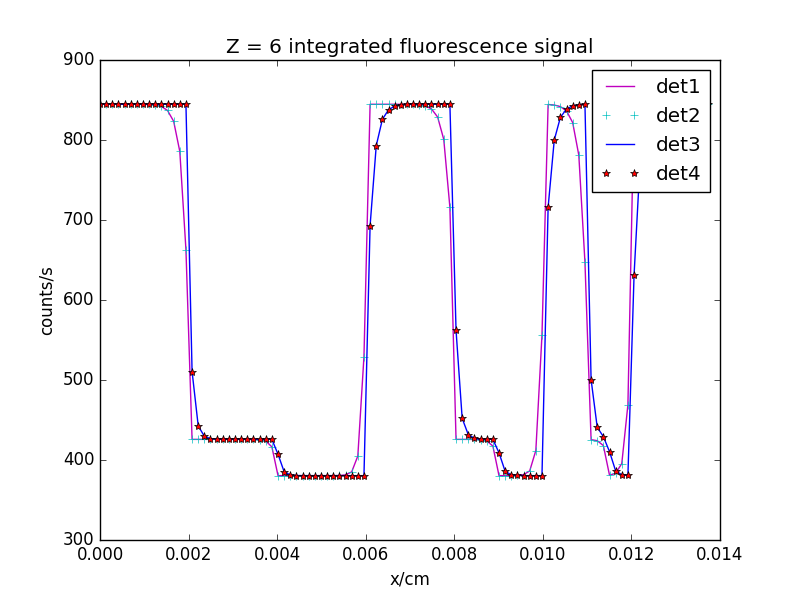 Z = 6 integrated fluorescence signal
900
800
700
600
500
400
300
counts/s
det1
det2
det3
det4
0.000 0.002 0.004 0.006 0.008 0.010 0.012 0.014
x/cm